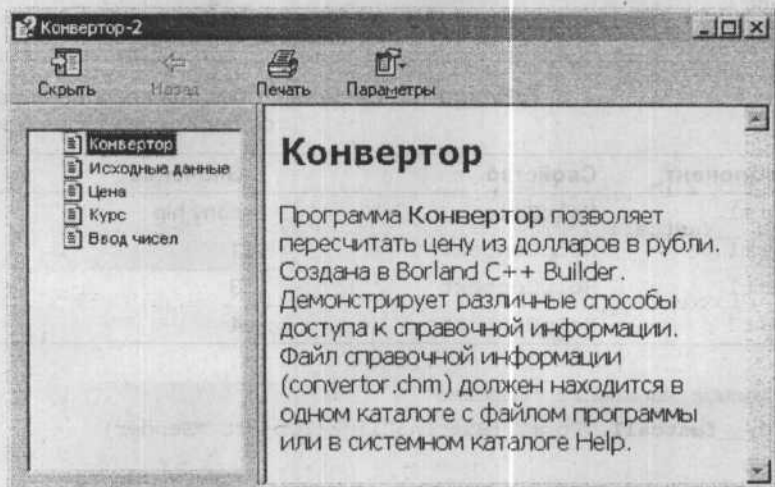 Конвертор-2
Скрыть Назад Печать Параметры
Конвертор
Исходные данные
Цена
Курс
Ввод чисел
Конвертор
Программа Конвертор позволяет
пересчитать цену из долларов в рубли.
Создана в Borland C++ Builder.
Демонстрирует различные способы
доступа к справочной информации.
Файл справочной информации
(convertor.chm) должен находится в
одном каталоге с файлом программы
или в системном каталоге Help.